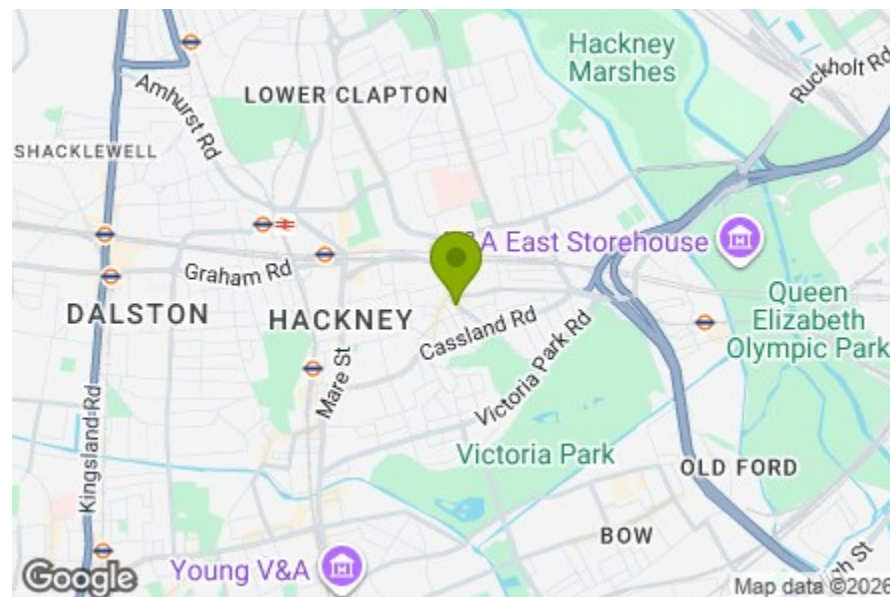 Hackney
Marshes
Ruckholt Rd
LOWER CLAPTON
Amhurst Rd
SHACKLEWELL
A East Storehouse
Graham Rd
Queen
Elizabeth
Olympic Park
DALSTON
HACKNEY
Cassland Rd
Mare St
Victoria Park Rd
Kingsland Rd
Victoria Park
OLD FORD
BOW
Young V&A
St
Google
Map data ©2026